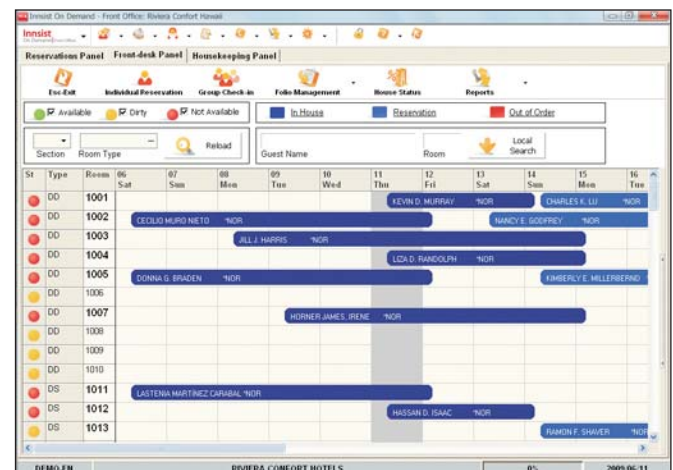 Innsist On Demand - Front Office: Riviera Confort Hawaii
Innsist
On Demand
Reservations Panel Front-desk Panel Housekeeping Panel
Esc-Exit Individual Reservation Group Check-in Folio Management House Status Reports
Available Dirty Not Available In House Reservation Out of Order
Section Room Type Reload Guest Name Room Local Search
St Type Room 06 Sat 07 Sun 08 Mon 09 Tue 10 Wed 11 Thu 12 Fri 13 Sat 14 Sun 15 Mon 16 Tue
DD 1001 KEVIN D. MURRAY *NOR CHARLES K. LU *NOR
DD 1002 CECILIO MURO NIETO *NOR NANCY E. GODFREY *NOR
DD 1003 JILL J. HARRIS *NOR
DD 1004 LIZA D. RANDOLPH *NOR
DD 1005 DONNA G. BRADEN *NOR KIMBERLY E. MILLERBERND
DD 1006
DD 1007 HORNER JAMES, IRENE *NOR
DD 1008
DD 1009
DD 1010
DS 1011 LASTENIA MARTÍNEZ CARABAL *NOR
DS 1012 HASSAN D. ISAAC *NOR
DS 1013 RAMON F. SHAVER *NOR
DEMO EN RIVIERA CONFORT HOTELS 0% 2009/06/11